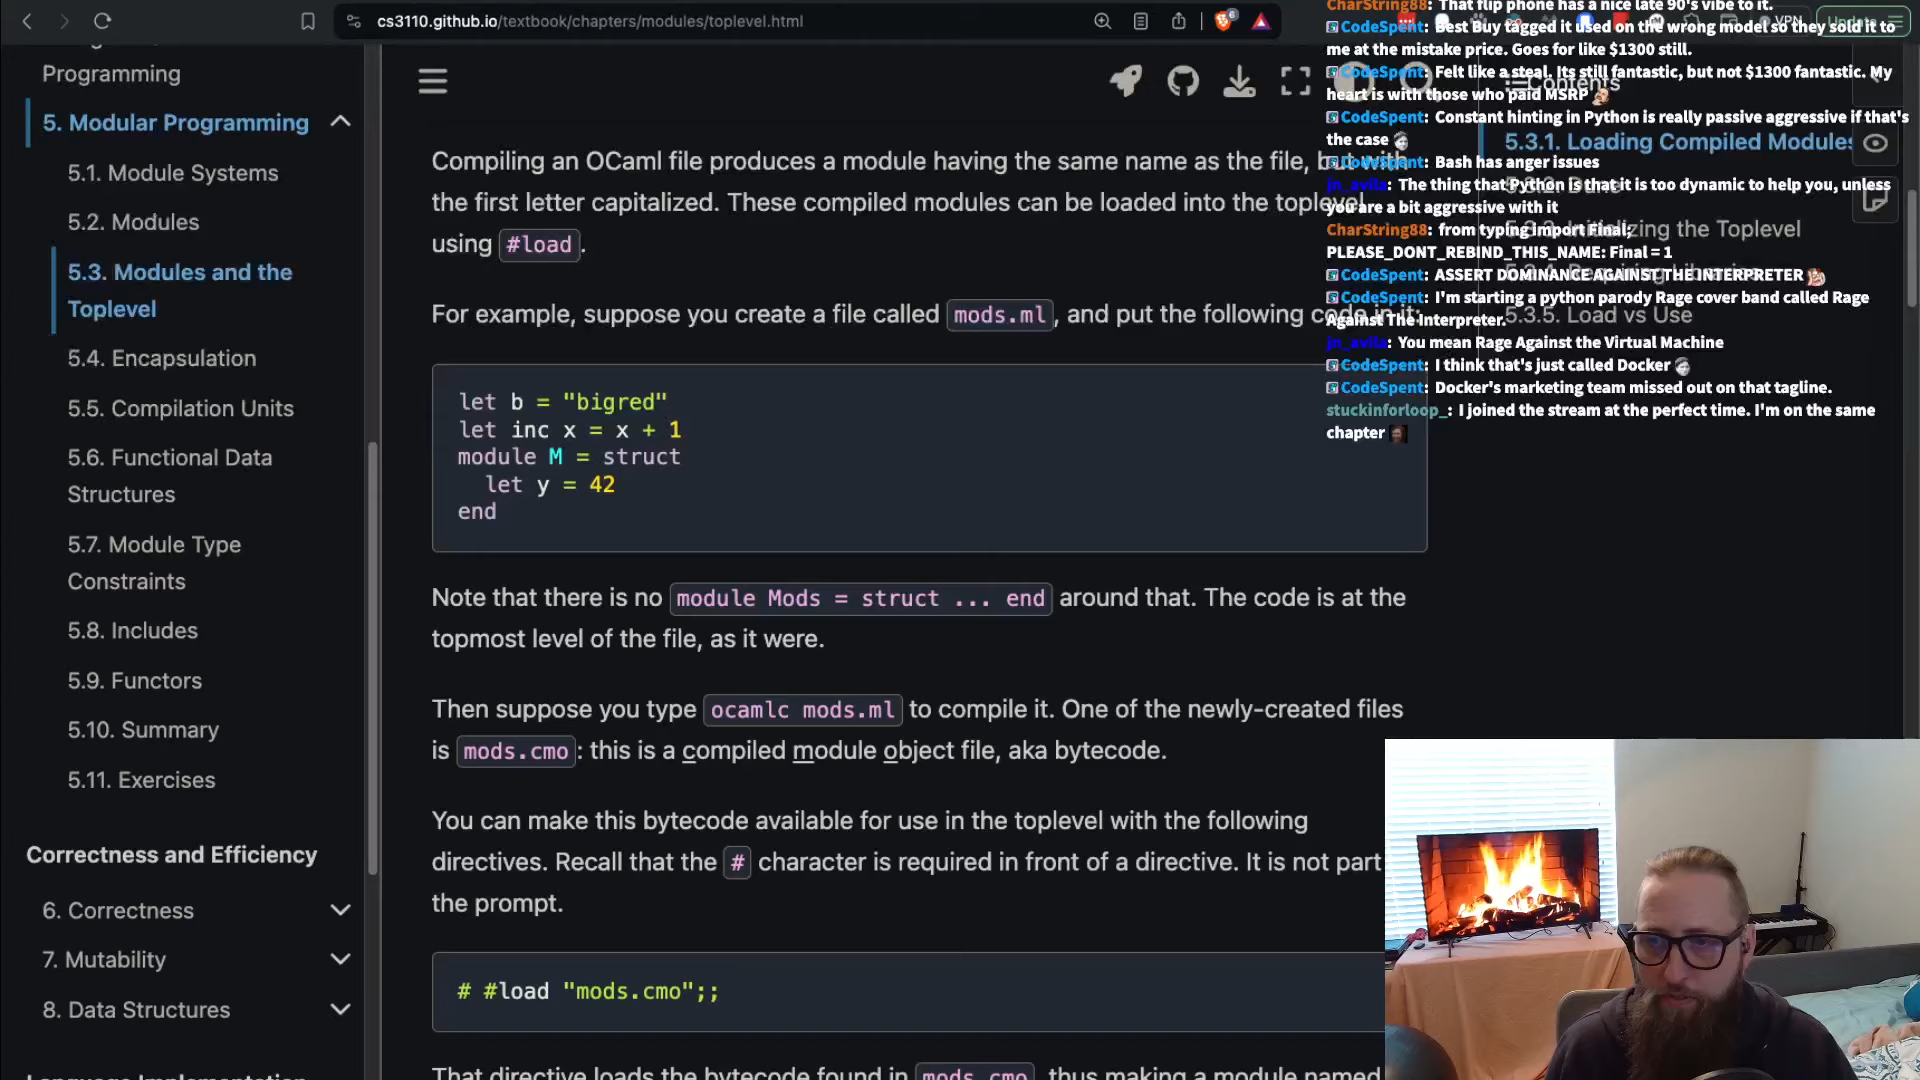 cs3110.github.io/textbook/chapters/modules/toplevel.html
6
VPN
Update
Programming
5. Modular Programming
5.1. Module Systems
5.2. Modules
5.3. Modules and the
Toplevel
5.4. Encapsulation
5.5. Compilation Units
5.6. Functional Data
Structures
5.7. Module Type
Constraints
5.8. Includes
5.9. Functors
5.10. Summary
5.11. Exercises
Correctness and Efficiency
6. Correctness
7. Mutability
8. Data Structures
Language Implementation
Compiling an OCaml file produces a module having the same name as the file, but with
the first letter capitalized. These compiled modules can be loaded into the toplevel
using #load.
For example, suppose you create a file called mods.ml, and put the following code in it:
let b = "bigred"
let inc x = x + 1
module M = struct
let y = 42
end
Note that there is no module Mods = struct ... end around that. The code is at the
topmost level of the file, as it were.
Then suppose you type ocamlc mods.ml to compile it. One of the newly-created files
is mods.cmo: this is a compiled module object file, aka bytecode.
You can make this bytecode available for use in the toplevel with the following
directives. Recall that the # character is required in front of a directive. It is not part
the prompt.
# #load "mods.cmo";;
That directive loads the bytecode found in mods.cmo, thus making a module named
Contents
5.3.1. Loading Compiled Modules
Initializing the Toplevel
5.3.5. Load vs Use
CharString88: That flip phone has a nice late 90's vibe to it.
CodeSpent: Best Buy tagged it used on the wrong model so they sold it to
me at the mistake price. Goes for like $1300 still.
CodeSpent: Felt like a steal. Its still fantastic, but not $1300 fantastic. My
heart is with those who paid MSRP
CodeSpent: Constant hinting in Python is really passive aggressive if that's
the case
CodeSpent: Bash has anger issues
jn_avila: The thing that Python is that it is too dynamic to help you, unless
you are a bit aggressive with it
CharString88: from typing import Final;
PLEASE_DONT_REBIND_THIS_NAME: Final = 1
CodeSpent: ASSERT DOMINANCE AGAINST THE INTERPRETER
CodeSpent: I'm starting a python parody Rage cover band called Rage
Against The Interpreter.
jn_avila: You mean Rage Against the Virtual Machine
CodeSpent: I think that's just called Docker
CodeSpent: Docker's marketing team missed out on that tagline.
stuckinforloop_: I joined the stream at the perfect time. I'm on the same
chapter